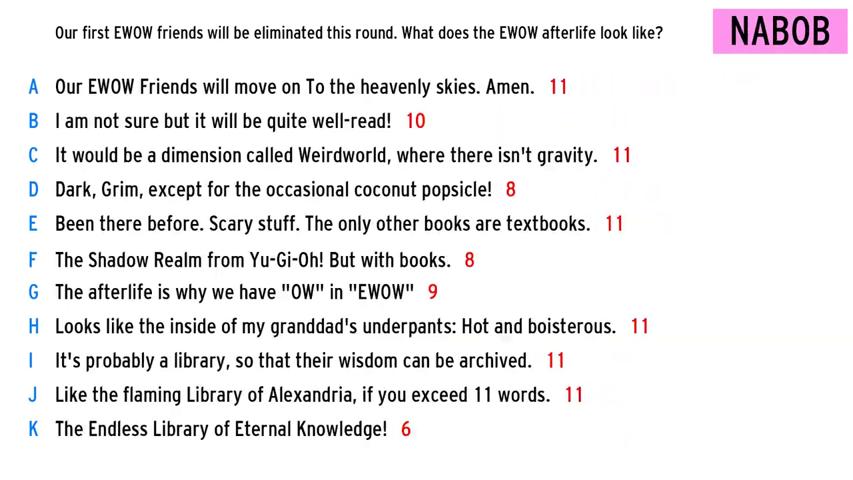 Our first EWOW friends will be eliminated this round. What does the EWOW afterlife look like?
NABOB
A Our EWOW Friends will move on To the heavenly skies. Amen. 11
B I am not sure but it will be quite well-read! 10
C It would be a dimension called Weirdworld, where there isn't gravity. 11
D Dark, Grim, except for the occasional coconut popsicle! 8
E Been there before. Scary stuff. The only other books are textbooks. 11
F The Shadow Realm from Yu-Gi-Oh! But with books. 8
G The afterlife is why we have "OW" in "EWOW" 9
H Looks like the inside of my granddad's underpants: Hot and boisterous. 11
I It's probably a library, so that their wisdom can be archived. 11
J Like the flaming Library of Alexandria, if you exceed 11 words. 11
K The Endless Library of Eternal Knowledge! 6